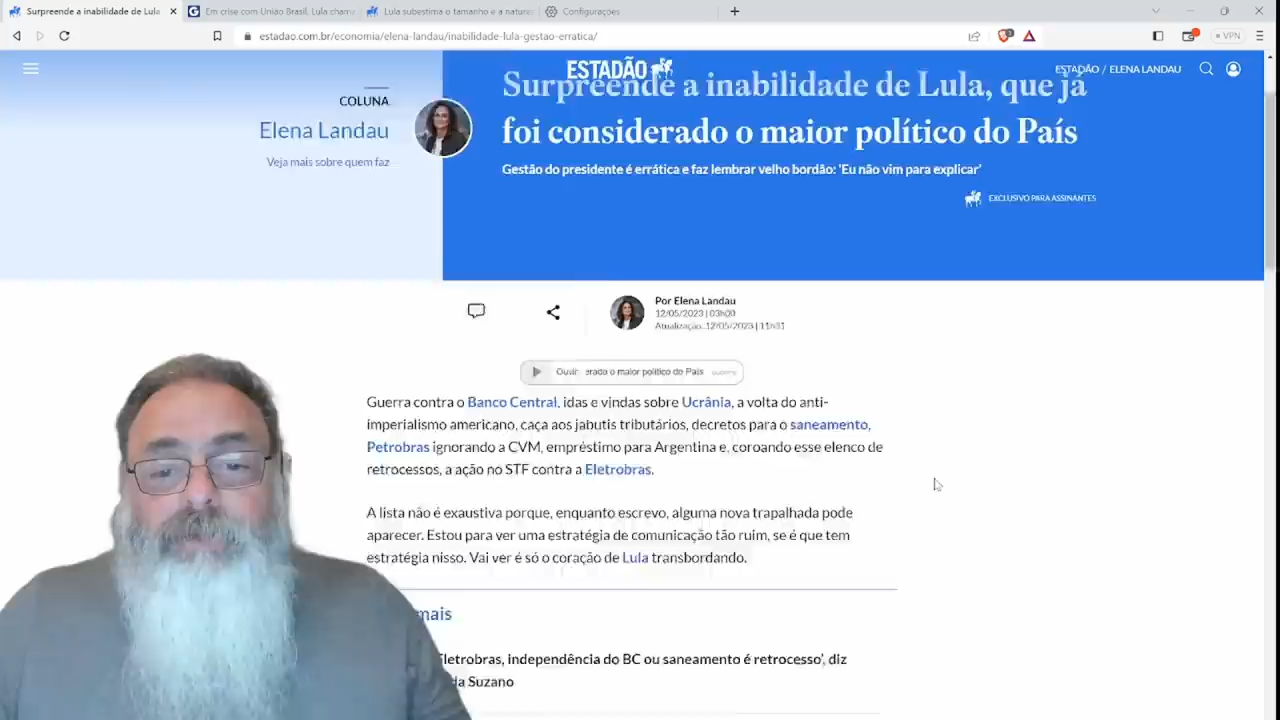 Surpreende a inabilidade de Lula
Em crise com União Brasil, Lula cham
Lula subestima o tamanho e a nature
Configurações
estadao.com.br/economia/elena-landau/inabilidade-lula-gestao-erratica/
VPN
ESTADÃO
ESTADÃO / ELENA LANDAU
COLUNA
Elena Landau
Veja mais sobre quem faz
Surpreende a inabilidade de Lula, que já
foi considerado o maior político do País
Gestão do presidente é errática e faz lembrar velho bordão: 'Eu não vim para explicar'
EXCLUSIVO PARA ASSINANTES
Por Elena Landau
12/05/2023 | 03h00
Atualização: 12/05/2023 | 11h31
Ouvir erado o maior político do País
Guerra contra o Banco Central, idas e vindas sobre Ucrânia, a volta do anti-
imperialismo americano, caça aos jabutis tributários, decretos para o saneamento,
Petrobras ignorando a CVM, empréstimo para Argentina e, coroando esse elenco de
retrocessos, a ação no STF contra a Eletrobras.
A lista não é exaustiva porque, enquanto escrevo, alguma nova trapalhada pode
aparecer. Estou para ver uma estratégia de comunicação tão ruim, se é que tem
estratégia nisso. Vai ver é só o coração de Lula transbordando.
mais
Eletrobras, independência do BC ou saneamento é retrocesso', diz
da Suzano